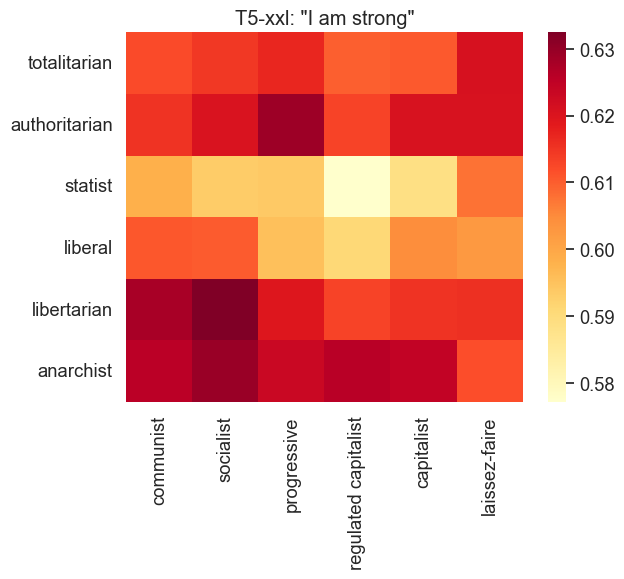 T5-xxl: "I am strong"
totalitarian
authoritarian
statist
liberal
libertarian
anarchist
communist
socialist
progressive
regulated capitalist
capitalist
laissez-faire
0.63
0.62
0.61
0.60
0.59
0.58